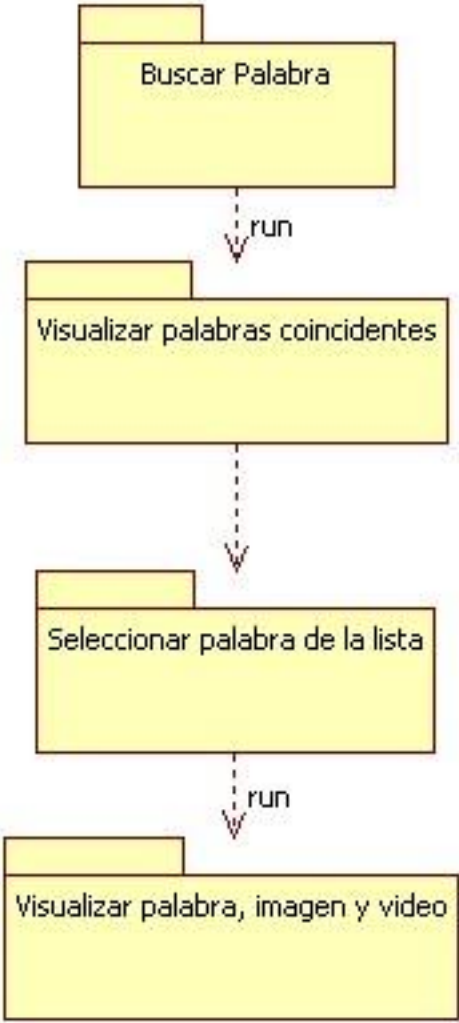 Buscar Palabra
run
Visualizar palabras coincidentes
Seleccionar palabra de la lista
run
Visualizar palabra, imagen y video